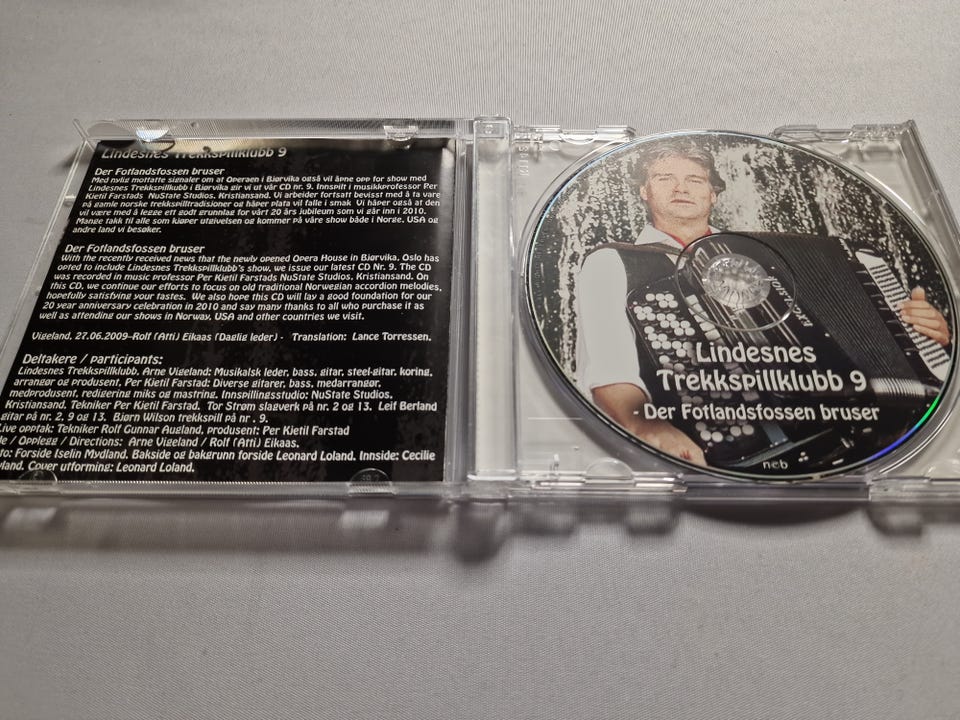 Lindesnes Trekkspillklubb 9
Der Fotlandsfossen bruser
Med nylig mottatte signaler om at Operaen i Bjørvika også vil åpne opp for show med
Lindesnes Trekkspillklubb i Bjørvika gir vi ut vår CD nr. 9. Innspilt i musikkprofessor Per
Kjetil Farstads NuState Studios, Kristiansand. Vi arbeider fortsatt bevisst med å ta vare
på gamle norske trekkspilltradisjoner og håper plata vil falle i smak. Vi håper også at den
vil være med å legge ett godt grunnlag for vårt 20 års jubileum som vi går inn i 2010.
Mange takk til alle som kjøper utgivelsen og kommer på våre show både i Norge, USA og
andre land vi besøker.
Der Fotlandsfossen bruser
With the recently received news that the newly opened Opera House in Bjørvika, Oslo has
opted to include Lindesnes Trekkspillklubb's show, we issue our latest CD Nr. 9. The CD
was recorded in music professor Per Kjetil Farstads NuState Studios, Kristiansand. On
this CD, we continue our efforts to focus on old traditional Norwegian accordion melodies,
hopefully satisfying your tastes. We also hope this CD will lay a good foundation for our
20 year anniversary celebration in 2010 and say many thanks to all who purchase it as
well as attending our shows in Norway, USA and other countries we visit.
Vigeland, 27.06.2009-Rolf (Atti) Eikaas (Daglig leder) - Translation: Lance Torressen.
Deltakere / participants:
Lindesnes Trekkspillklubb, Arne Vigeland: Musikalsk leder, bass, gitar, steel-gitar, koring,
arrangør og produsent, Per Kjetil Farstad: Diverse gitarer, bass, medarrangør,
medprodusent, redigering miks og mastring. Innspillingsstudio: NuState Studios,
Kristiansand. Tekniker Per Kjetil Farstad. Tor Strøm slagverk på nr. 2 og 13. Leif Berland
gitar på nr. 2, 9 og 13. Bjørn Wilson trekkspill på nr . 9.
Live opptak: Tekniker Rolf Gunnar Augland, produsent: Per Kjetil Farstad
/ Opplegg / Directions: Arne Vigeland / Rolf (Atti) Eikaas.
Forside Iselin Mydland. Bakside og bakgrunn forside Leonard Loland. Innside: Cecilie
Cover utforming: Leonard Loland.
EXCELSIOR
Lindesnes
Trekkspillklubb 9
- Der Fotlandsfossen bruser
ncb